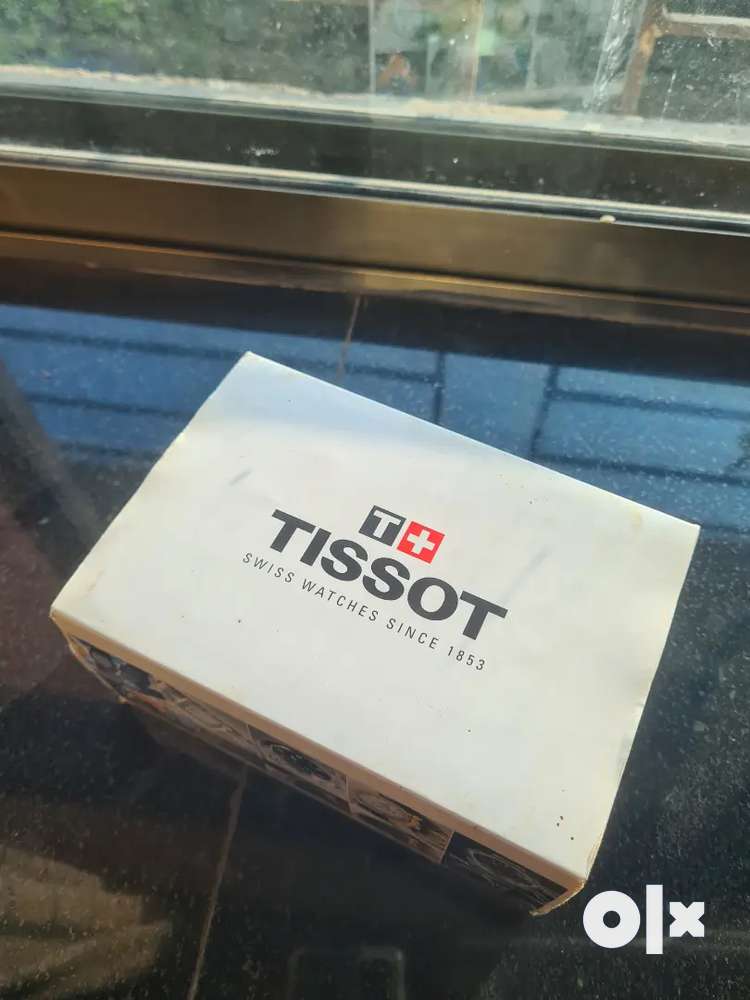 T+
TISSOT
SWISS WATCHES SINCE 1853
olx